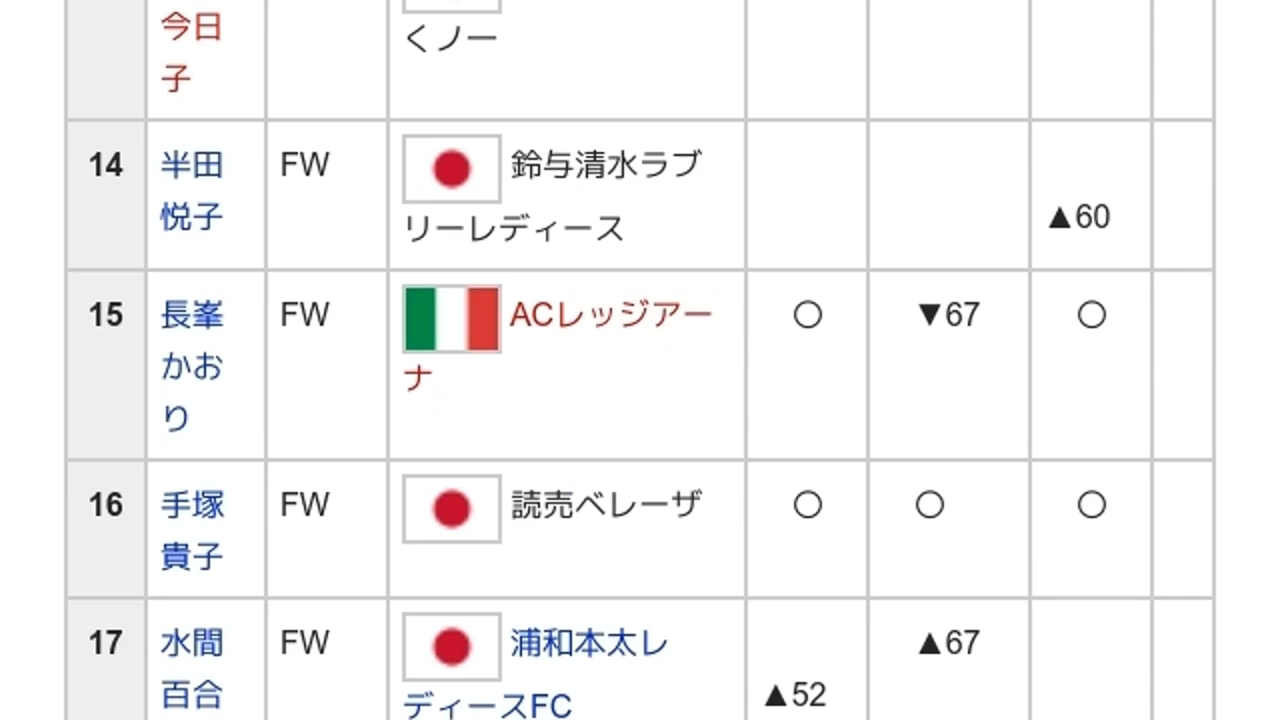 今日
子
くノー
14 半田 FW 鈴与清水ラブ
悦子 リーレディース ▲60
15 長峯 FW ACレッジアー ○ ▼67 ○
かお ナ
り
16 手塚 FW 読売ベレーザ ○ ○ ○
貴子
17 水間 FW 浦和本太レ ▲67
百合 ディースFC ▲52